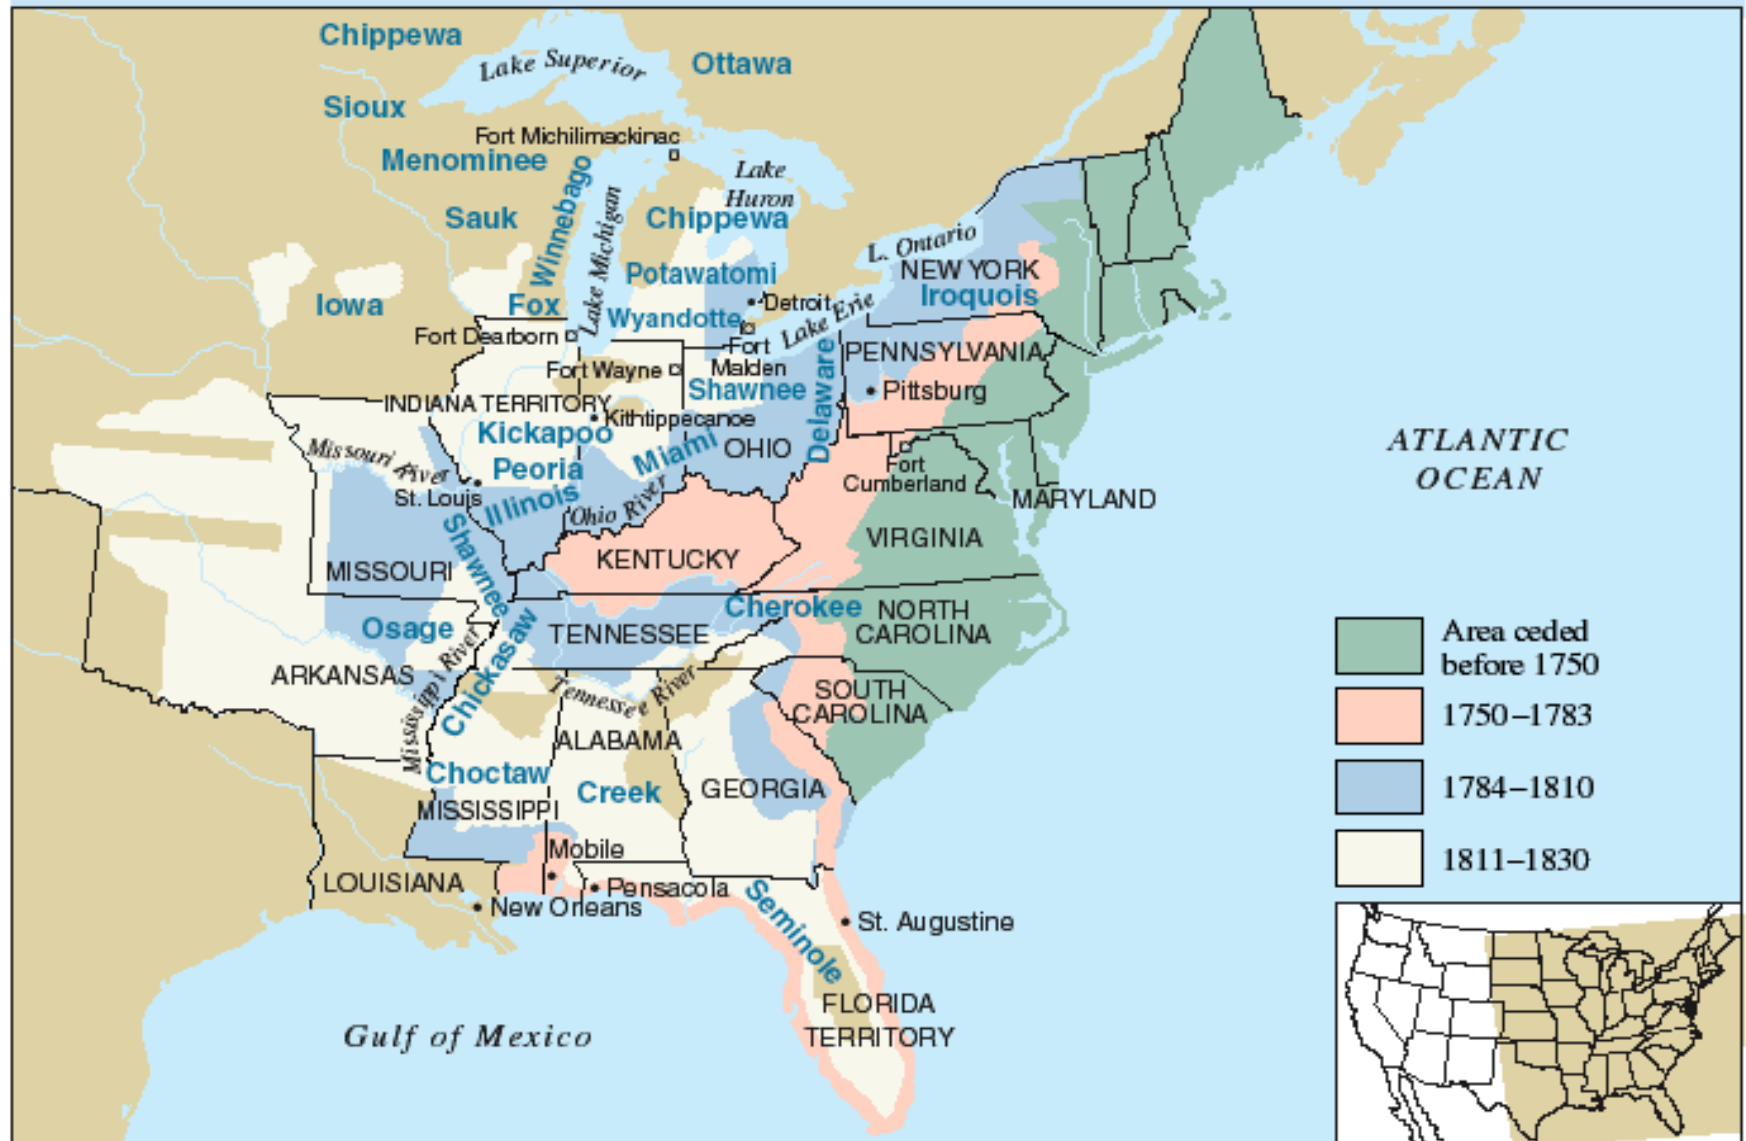 Chippewa
Lake Superior
Ottawa
Sioux
Fort Michilimackinac
Menominee
Winnebago
Lake
Huron
Sauk
Lake Michigan
Chippewa
L. Ontario
Potawatomi
NEW YORK
Iroquois
Iowa
Fox
Detroit
Wyandotte
Lake Erie
Fort Dearborn
Fort
Malden
Delaware
PENNSYLVANIA
Fort Wayne
Shawnee
Pittsburg
INDIANA TERRITORY
Kithtippecanoe
Kickapoo
Miami
OHIO
Missouri River
Peoria
St. Louis
Illinois
Ohio River
Fort
Cumberland
MARYLAND
ATLANTIC
OCEAN
VIRGINIA
Shawnee
KENTUCKY
MISSOURI
Cherokee
NORTH
CAROLINA
Osage
TENNESSEE
Chickasaw
ARKANSAS
Mississippi River
Tennessee River
SOUTH
CAROLINA
ALABAMA
Choctaw
Creek
GEORGIA
MISSISSIPPI
Mobile
LOUISIANA
Pensacola
New Orleans
Seminole
St. Augustine
FLORIDA
TERRITORY
Gulf of Mexico
Area ceded
before 1750
1750–1783
1784–1810
1811–1830